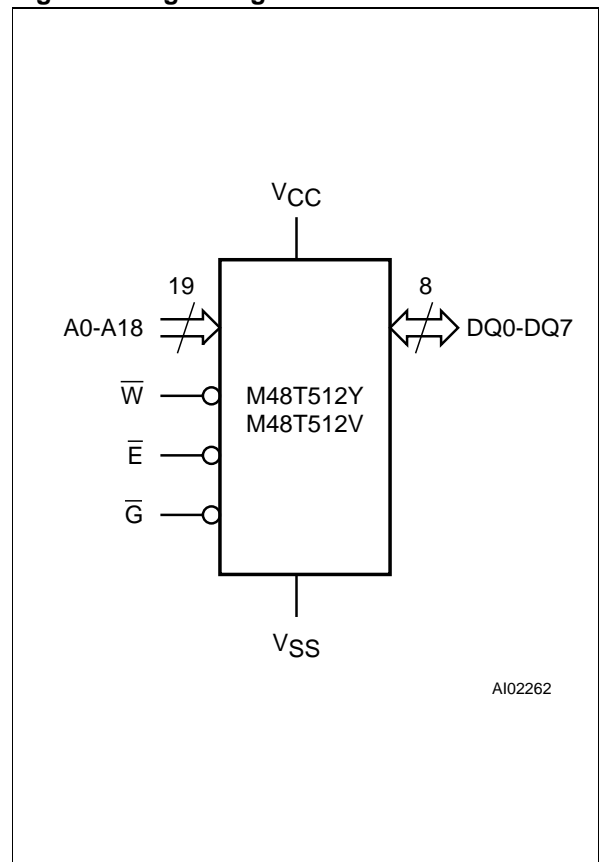 VCC
19
8
A0-A18
DQ0-DQ7
W̅
M48T512Y
M48T512V
E̅
G̅
VSS
AI02262